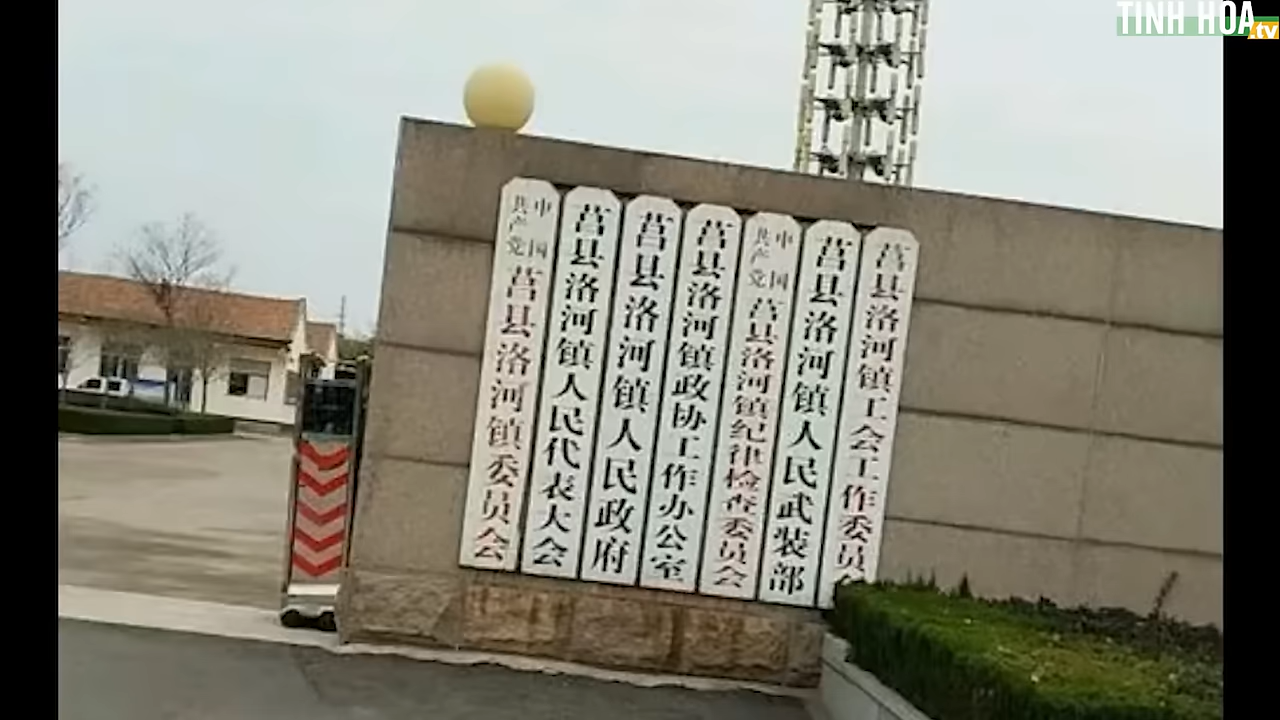 TINH HOA
.tv
中国共产党莒县洛河镇委员会
莒县洛河镇人民代表大会
莒县洛河镇人民政府
莒县洛河镇政协工作办公室
中国共产党莒县洛河镇纪律检查委员会
莒县洛河镇人民武装部
莒县洛河镇工会工作委员会